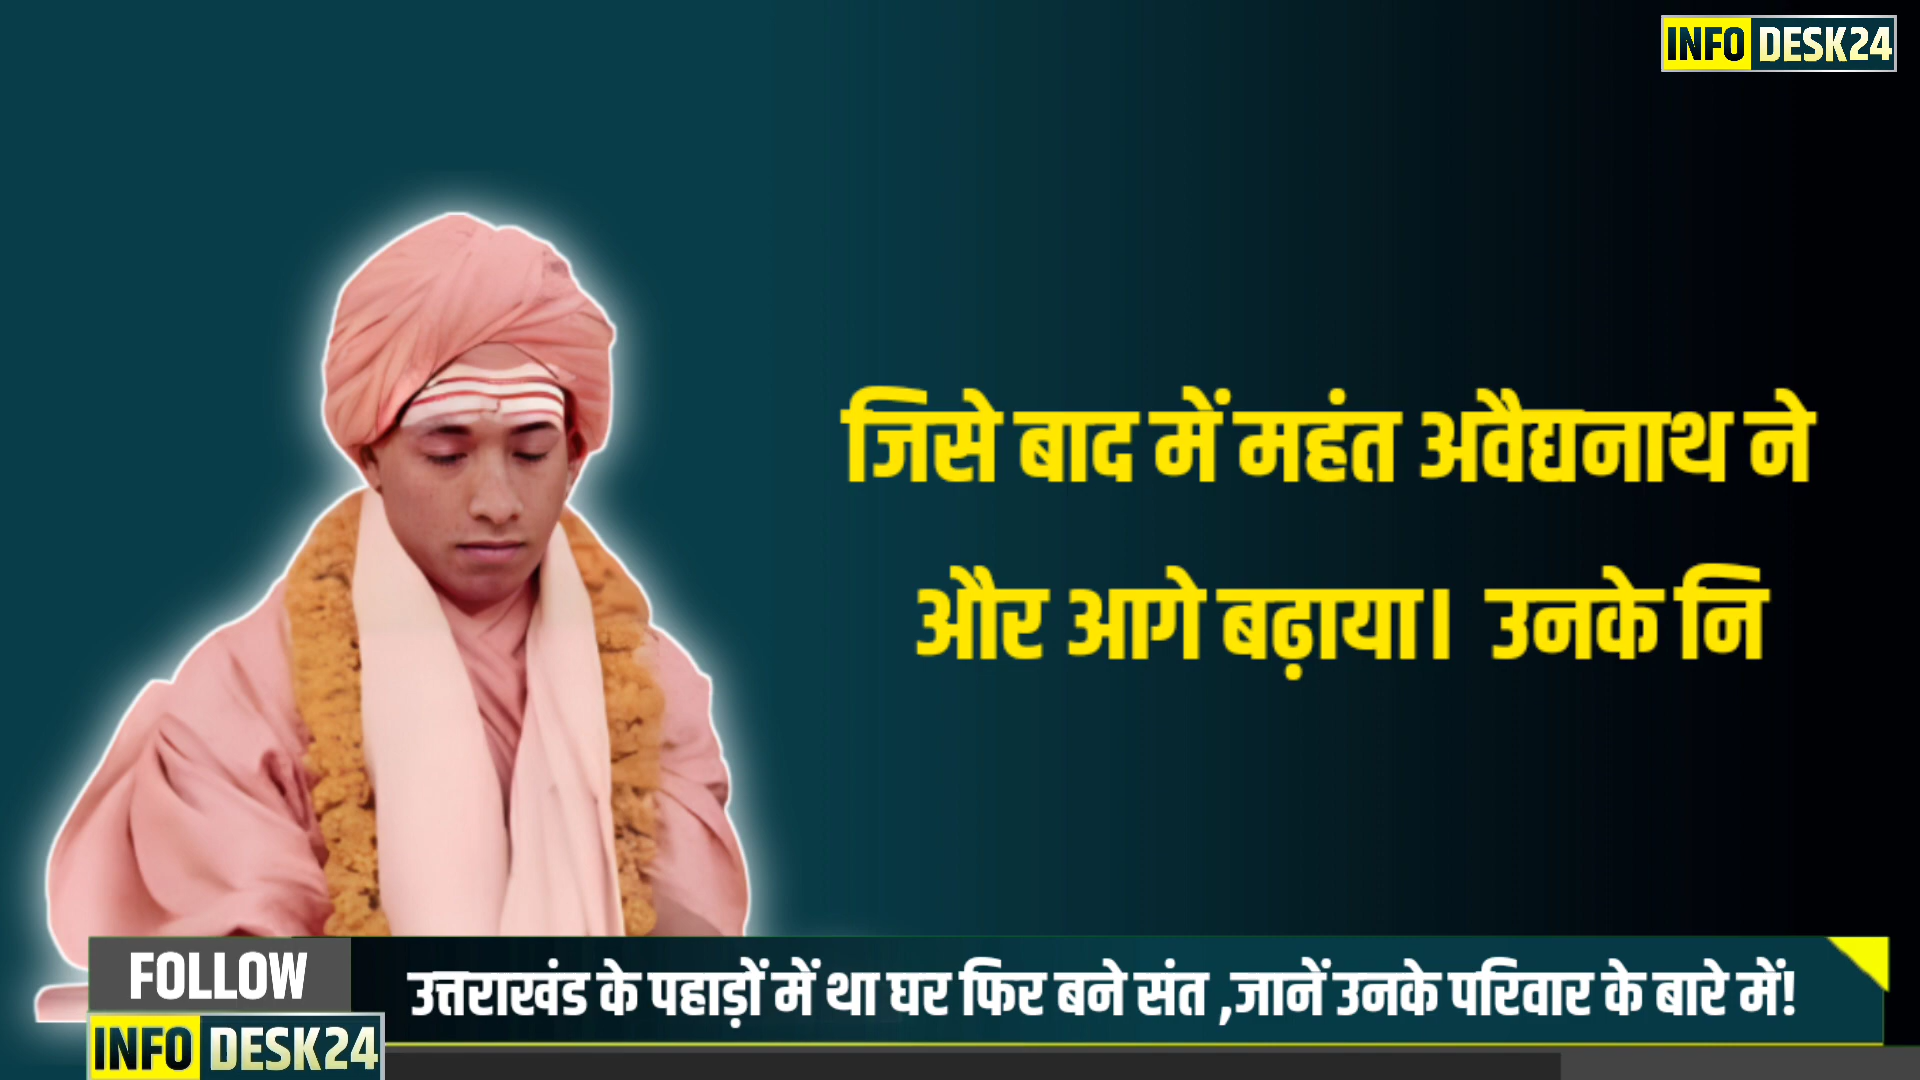 INFO DESK24
जिसे बाद में महंत अवैद्यनाथ ने
और आगे बढ़ाया। उनके नि
FOLLOW
उत्तराखंड के पहाड़ों में था घर फिर बने संत ,जानें उनके परिवार के बारे में!
INFO DESK24